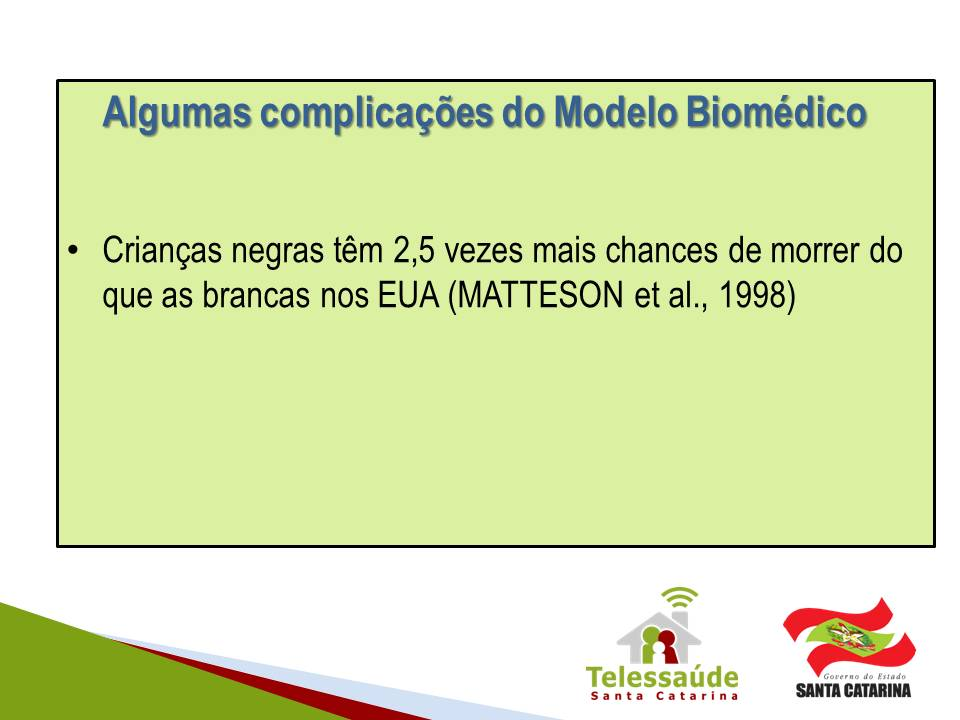 Algumas complicações do Modelo Biomédico
• Crianças negras têm 2,5 vezes mais chances de morrer do
que as brancas nos EUA (MATTESON et al., 1998)
Telessaúde
Santa Catarina
Governo do Estado
SANTA CATARINA